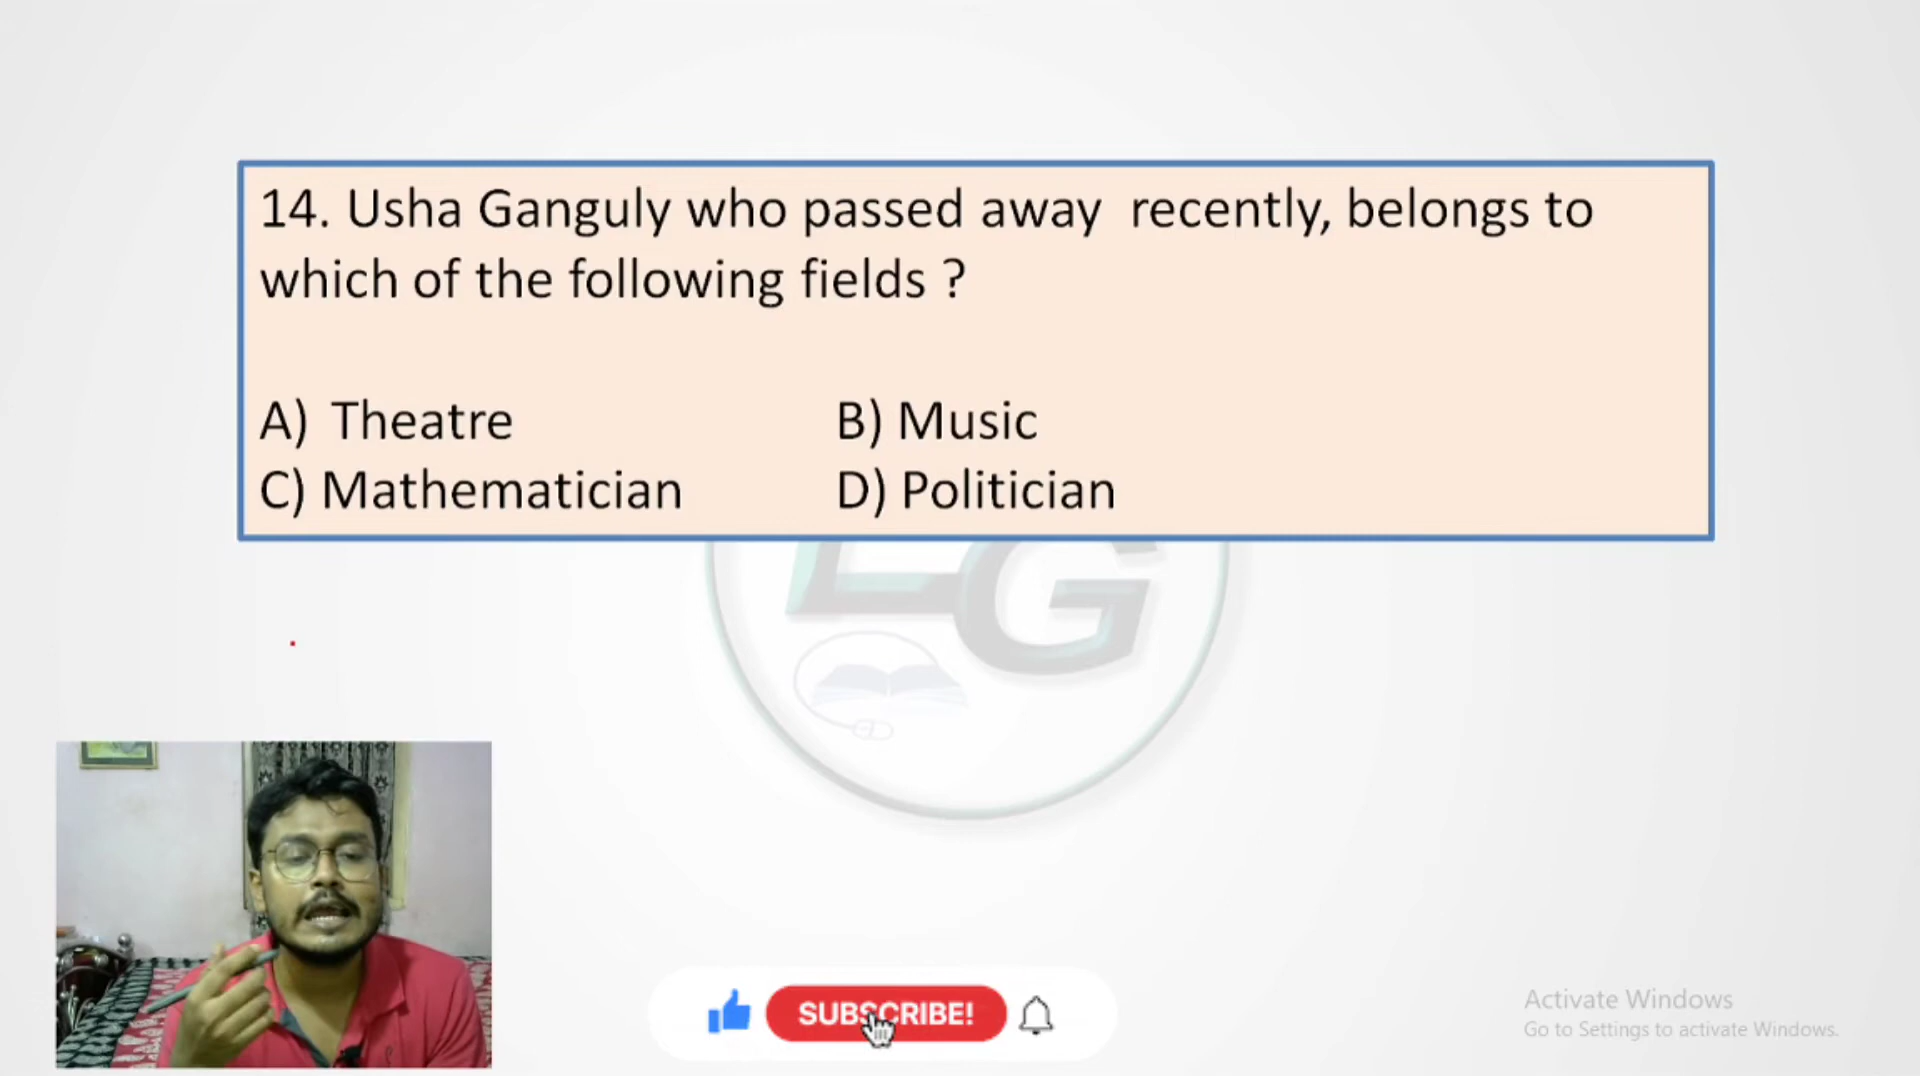 14. Usha Ganguly who passed away recently, belongs to
which of the following fields ?
A) Theatre B) Music
C) Mathematician D) Politician
LG
SUBSCRIBE!
Activate Windows
Go to Settings to activate Windows.